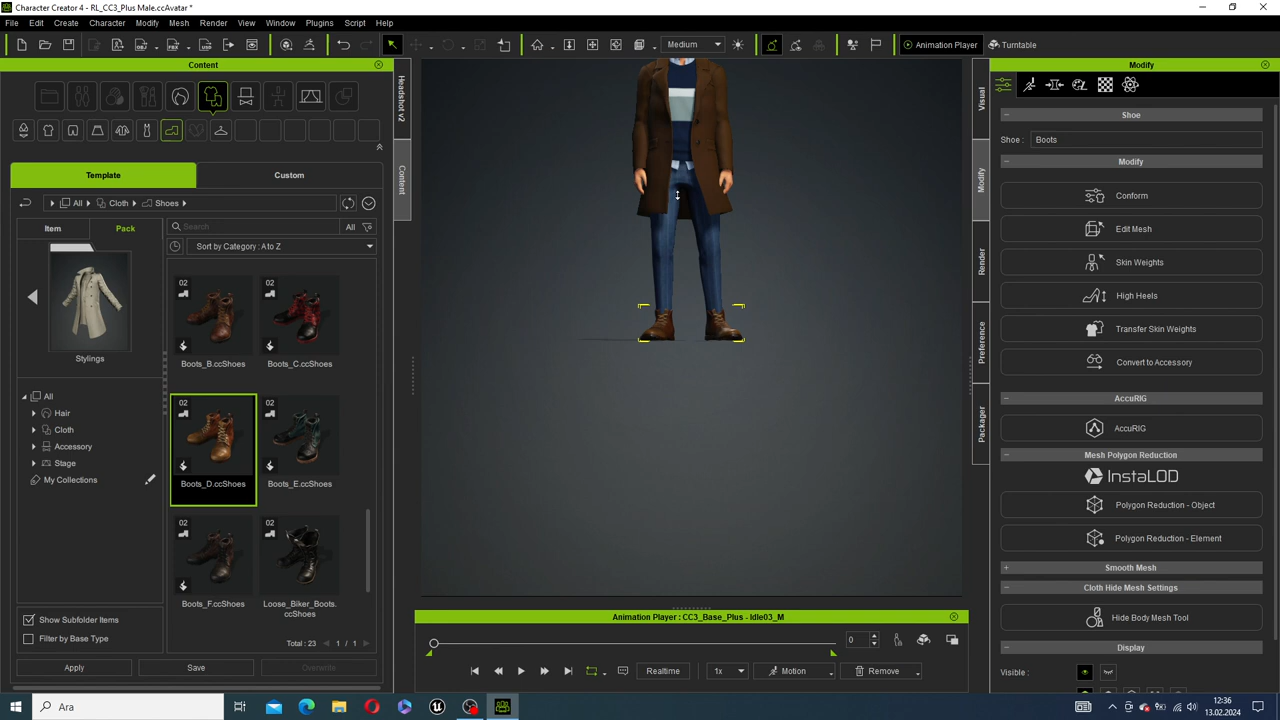 Character Creator 4 - RL_CC3_Plus Male.ccAvatar *
File Edit Create Character Modify Mesh Render View Window Plugins Script Help
Medium Animation Player Turntable
Content
Headshot v2
Content
Template Custom
All Cloth Shoes
Item Pack
Search All
Sort by Category : A to Z
Stylings
All
Hair
Cloth
Accessory
Stage
My Collections
02 02
Boots_B.ccShoes Boots_C.ccShoes
02 02
Boots_D.ccShoes Boots_E.ccShoes
02 02
Boots_F.ccShoes Loose_Biker_Boots.
ccShoes
Show Subfolder Items
Filter by Base Type
Total : 23 1 / 1
Apply Save Overwrite
Visual
Modify
Render
Preference
Packager
Modify
Shoe
Shoe : Boots
Modify
Conform
Edit Mesh
Skin Weights
High Heels
Transfer Skin Weights
Convert to Accessory
AccuRIG
AccuRIG
Mesh Polygon Reduction
InstaLOD
Polygon Reduction - Object
Polygon Reduction - Element
Smooth Mesh
Cloth Hide Mesh Settings
Hide Body Mesh Tool
Display
Visible :
Animation Player : CC3_Base_Plus - Idle03_M
0
Realtime 1x Motion Remove
Ara
12:36
13.02.2024